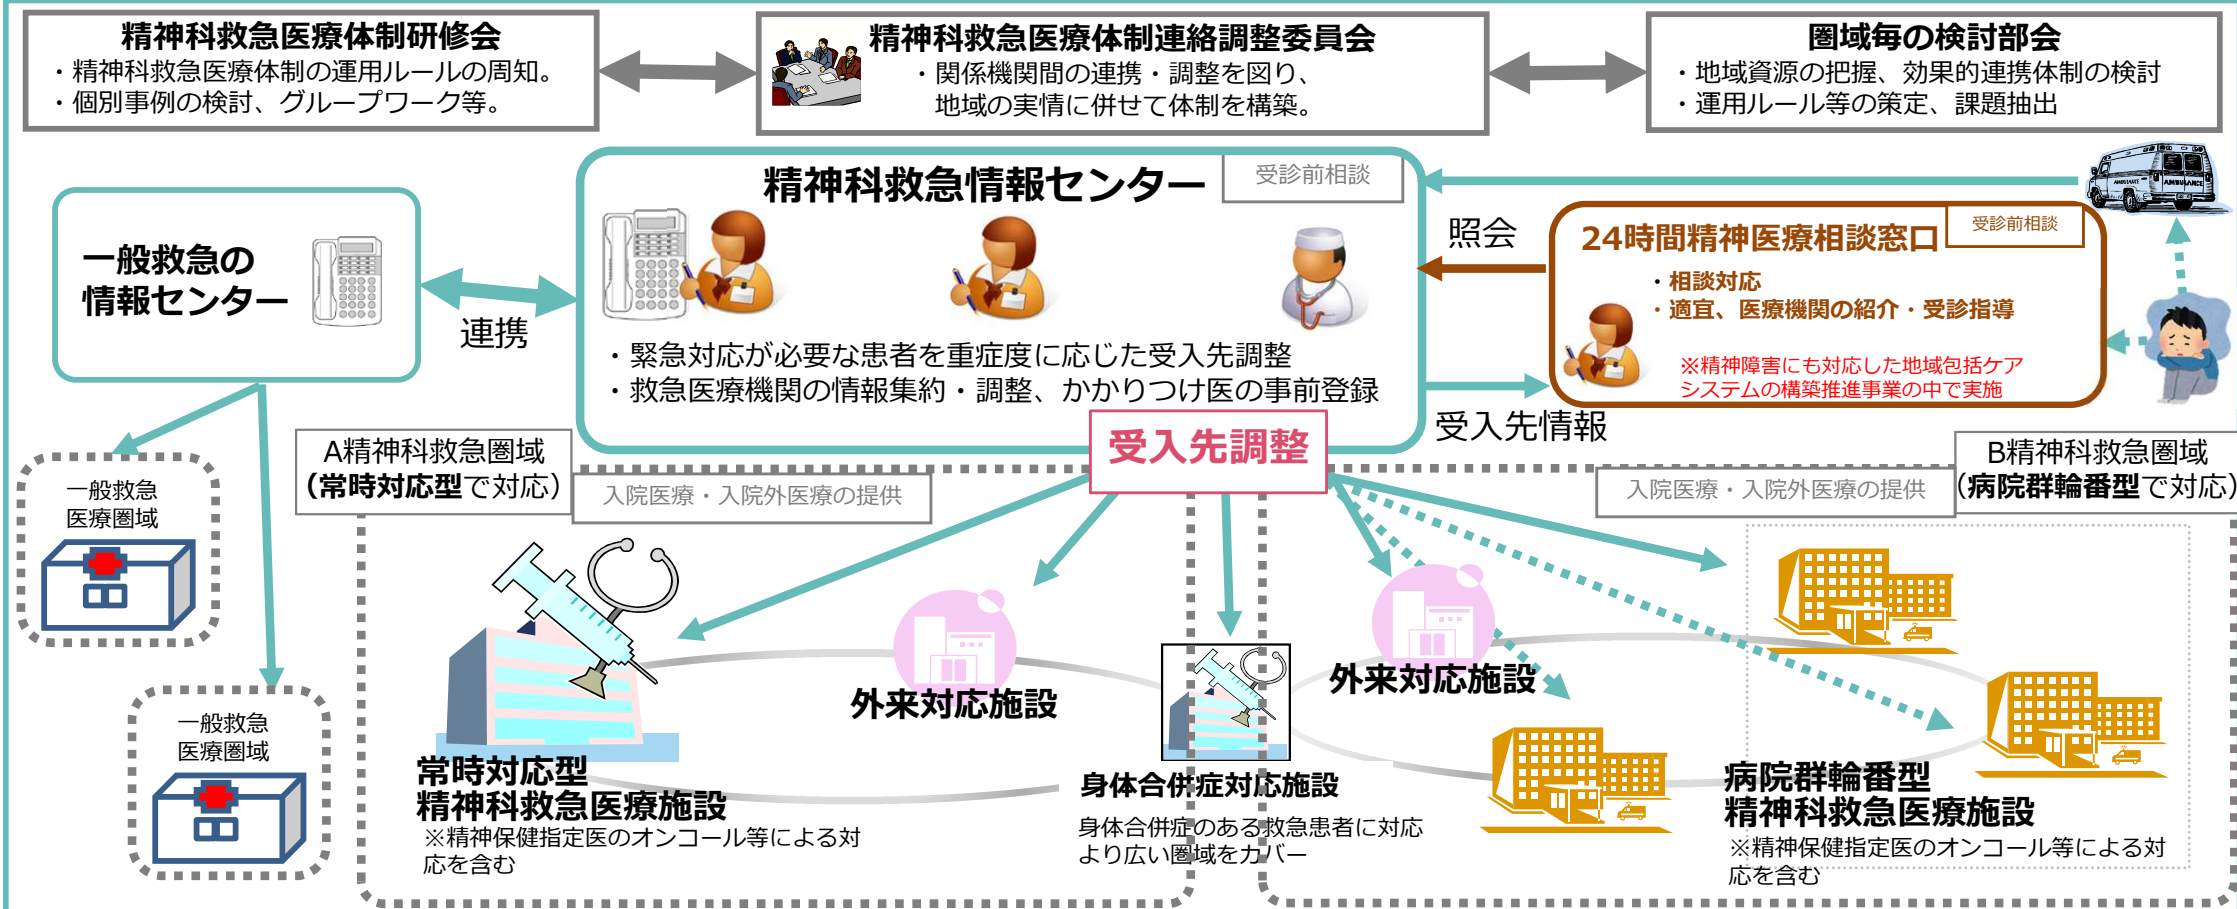 精神科救急医療体制研修会
・精神科救急医療体制の運用ルールの周知。
・個別事例の検討、グループワーク等。
精神科救急医療体制連絡調整委員会
・関係機関間の連携・調整を図り、
地域の実情に併せて体制を構築。
圏域毎の検討部会
・地域資源の把握、効果的連携体制の検討
・運用ルール等の策定、課題抽出
一般救急の
情報センター
連携
精神科救急情報センター
受診前相談
・緊急対応が必要な患者を重症度に応じた受入先調整
・救急医療機関の情報集約・調整、かかりつけ医の事前登録
照会
受入先情報
24時間精神医療相談窓口
受診前相談
・相談対応
・適宜、医療機関の紹介・受診指導
※精神障害にも対応した地域包括ケア
システムの構築推進事業の中で実施
AMBULANCE
AMBULANCE
受入先調整
A精神科救急圏域
（常時対応型で対応）
入院医療・入院外医療の提供
入院医療・入院外医療の提供
B精神科救急圏域
（病院群輪番型で対応）
一般救急
医療圏域
一般救急
医療圏域
外来対応施設
外来対応施設
常時対応型
精神科救急医療施設
※精神保健指定医のオンコール等による対
応を含む
身体合併症対応施設
身体合併症のある救急患者に対応
より広い圏域をカバー
病院群輪番型
精神科救急医療施設
※精神保健指定医のオンコール等による対
応を含む